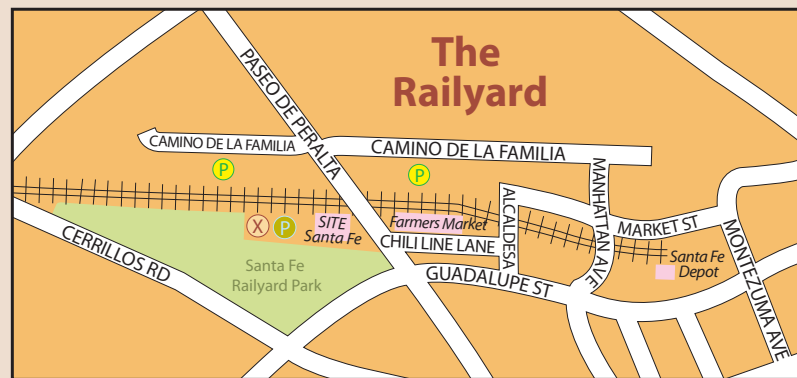 The
Railyard
PASEO DE PERALTA
CAMINO DE LA FAMILIA
CAMINO DE LA FAMILIA
P
P
MANHATTAN AVE
ALCALDESA
X
P
SITE
Santa Fe
Farmers Market
MARKET ST
CHILI LINE LANE
CERRILLOS RD
Santa Fe
Railyard Park
GUADALUPE ST
Santa Fe
Depot
MONTEZUMA AVE